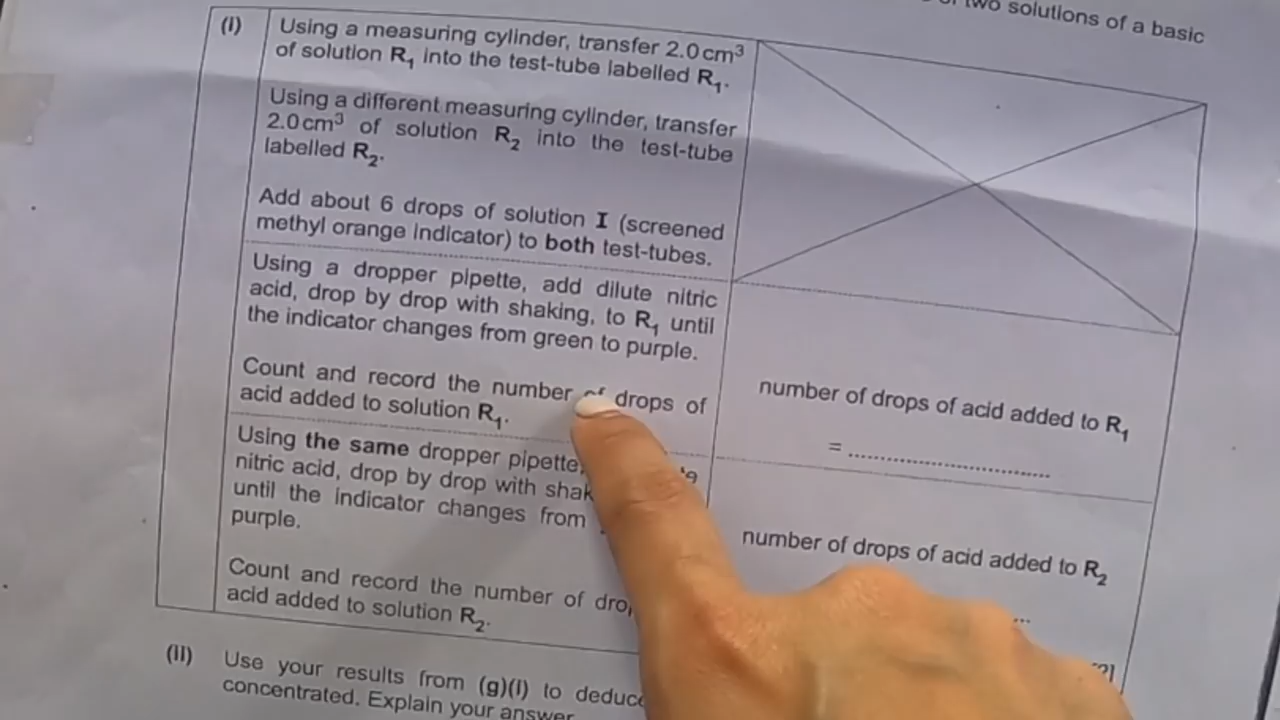 two solutions of a basic
(i) Using a measuring cylinder, transfer 2.0 cm³
of solution R₁ into the test-tube labelled R₁.
Using a different measuring cylinder, transfer
2.0 cm³ of solution R₂ into the test-tube
labelled R₂.
Add about 6 drops of solution I (screened
methyl orange indicator) to both test-tubes.
Using a dropper pipette, add dilute nitric
acid, drop by drop with shaking, to R₁ until
the indicator changes from green to purple.
Count and record the number of drops of
acid added to solution R₁.
number of drops of acid added to R₁
= ................................
Using the same dropper pipette,
nitric acid, drop by drop with
until the indicator changes from
purple.
Count and record the number of
acid added to solution R₂.
number of drops of acid added to R₂
...
(ii) Use your results from (g)(i) to
concentrated. Explain your answer